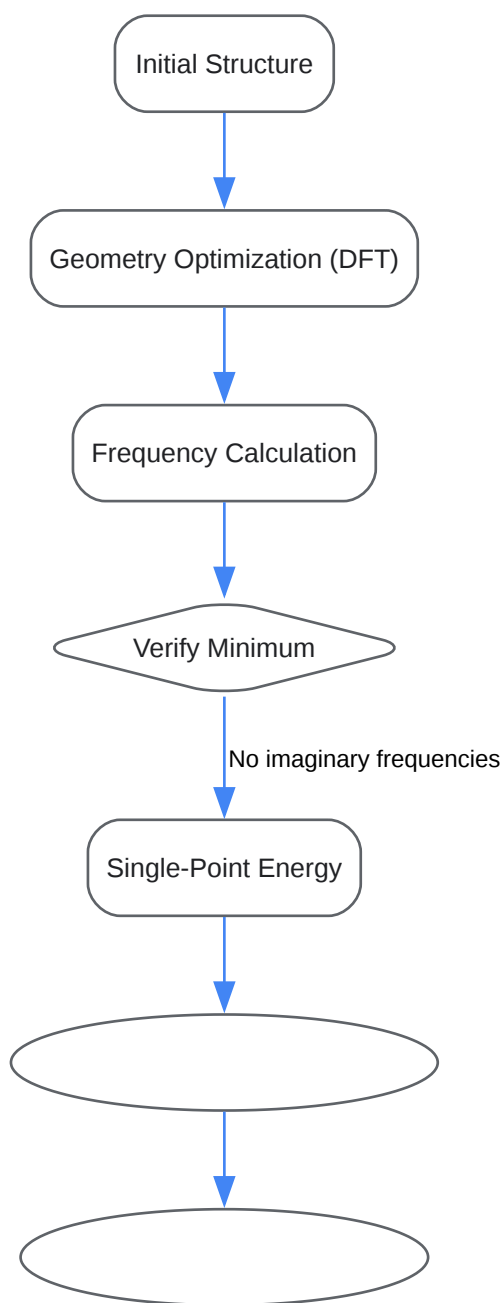 Initial Structure
Geometry Optimization (DFT)
Frequency Calculation
Verify Minimum
No imaginary frequencies
Single-Point Energy